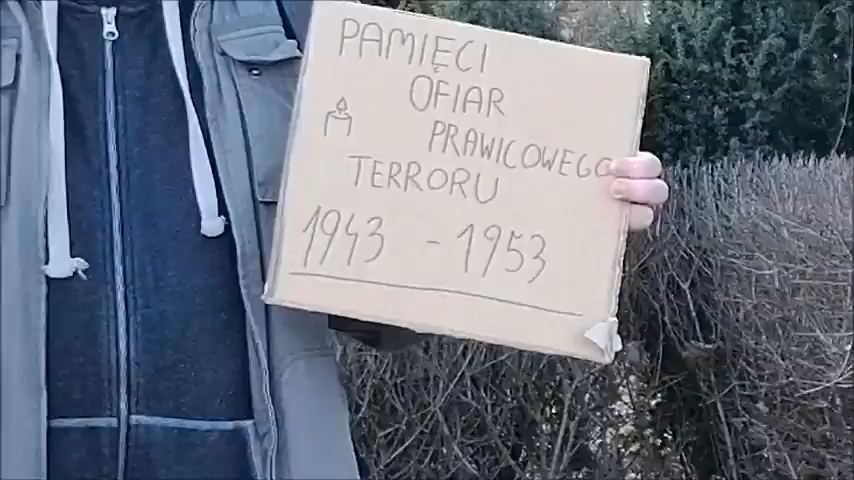 PAMIĘCI
OFIAR
PRAWICOWEGO
TERRORU
1943 - 1953